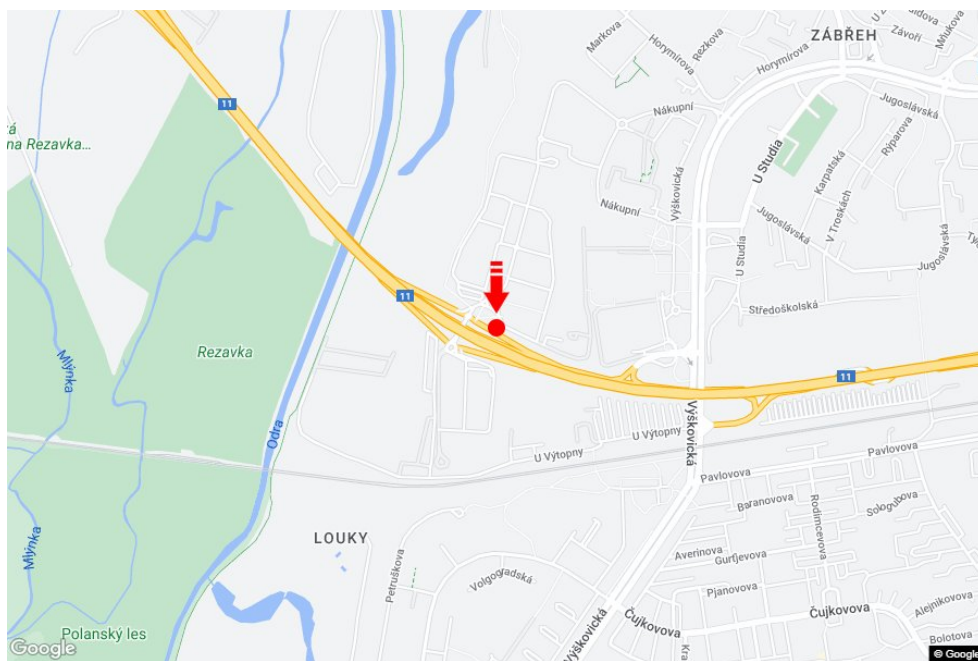 ZÁBŘEH
Závoří
Mňukova
Markova
Rezkova
Horymírova
Horymírova
Nákupní
Jugoslávská
11
Rýparova
Karpatská
U Studia
V Troskách
na Rezavka...
Výškovická
Nákupní
Jugoslávská
Jugoslávská
U Studia
11
Středoškolská
Rezavka
Mlýnka
11
Výškovická
Odra
U Výtopny
U Výtopny
Pavlovova
Pavlovova
Baranovova
Rodimcevova
Sologubova
LOUKY
Averinova
Gurťjevova
Mlýnka
Petruškova
Volgogradská
Pjanovova
Čujkovova
Čujkovova
Alejnikovova
Výškovická
Polanský les
Bolotova
Google
© Google